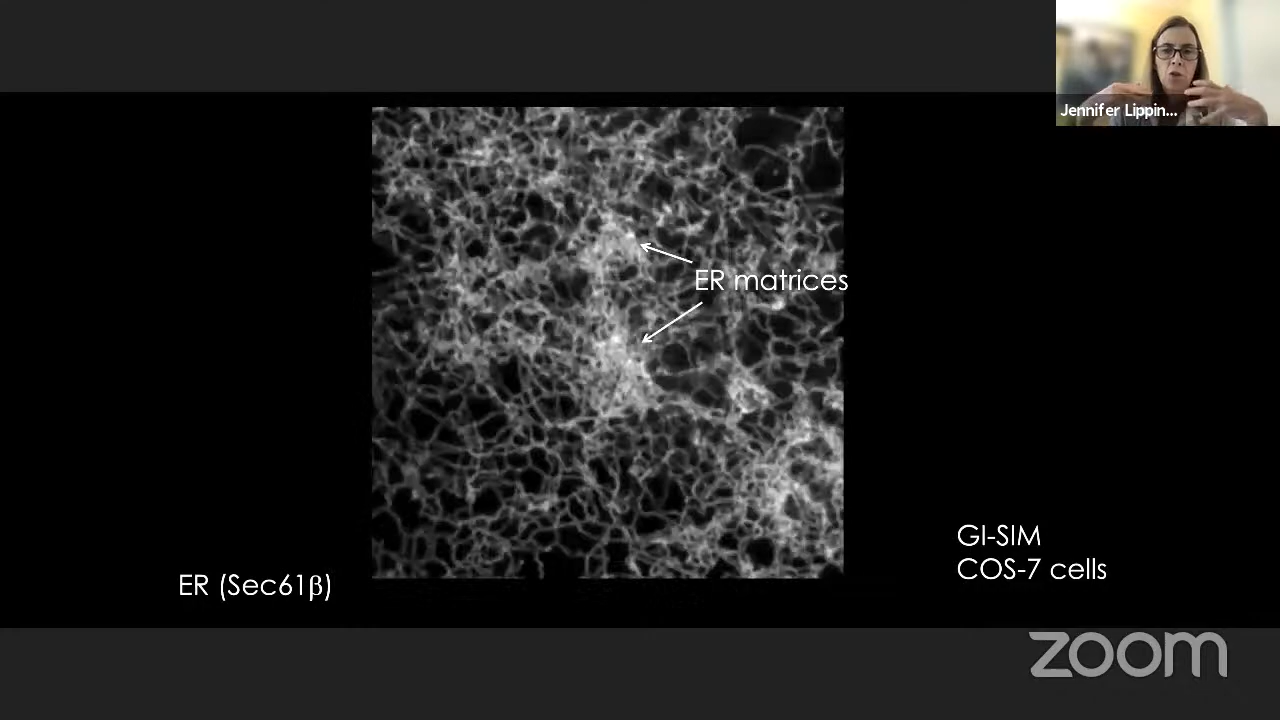 Jennifer Lippin...
ER matrices
GI-SIM
COS-7 cells
ER (Sec61β)
zoom